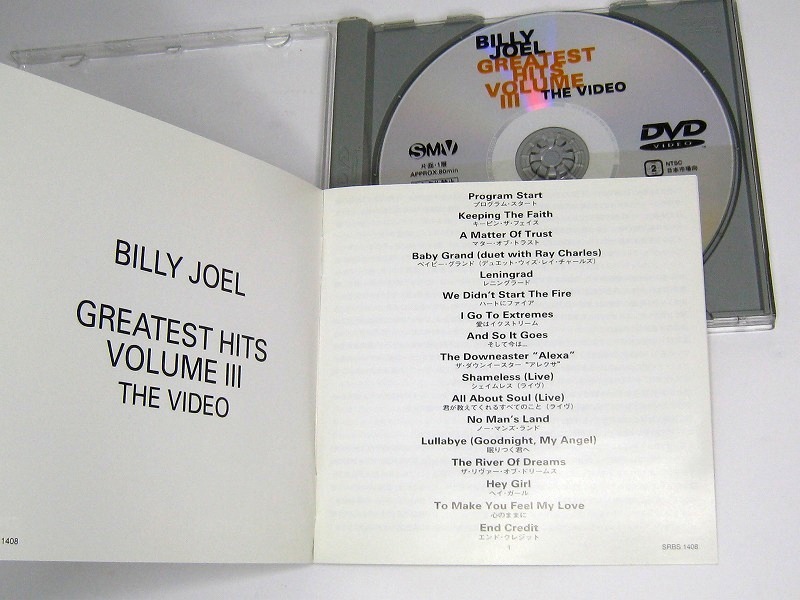 BILLY
JOEL
GREATEST
HITS
VOLUME
III THE VIDEO
SMV
片面・1層
APPROX.80min
DVD
VIDEO
2
NTSC
日本市場向
BILLY JOEL
GREATEST HITS
VOLUME III
THE VIDEO
1408
Program Start
プログラム・スタート
Keeping The Faith
キーピン・ザ・フェイス
A Matter Of Trust
マター・オブ・トラスト
Baby Grand (duet with Ray Charles)
ベイビー・グランド（デュエット・ウィズ・レイ・チャールズ）
Leningrad
レニングラード
We Didn't Start The Fire
ハートにファイア
I Go To Extremes
愛はイクストリーム
And So It Goes
そして今は...
The Downeaster “Alexa”
ザ・ダウンイースター “アレクサ”
Shameless (Live)
シェイムレス（ライヴ）
All About Soul (Live)
君が教えてくれるすべてのこと（ライヴ）
No Man's Land
ノー・マンズ・ランド
Lullabye (Goodnight, My Angel)
眠りつく君へ
The River Of Dreams
ザ・リヴァー・オブ・ドリームス
Hey Girl
ヘイ・ガール
To Make You Feel My Love
心のままに
End Credit
エンド・クレジット
1
SRBS 1408